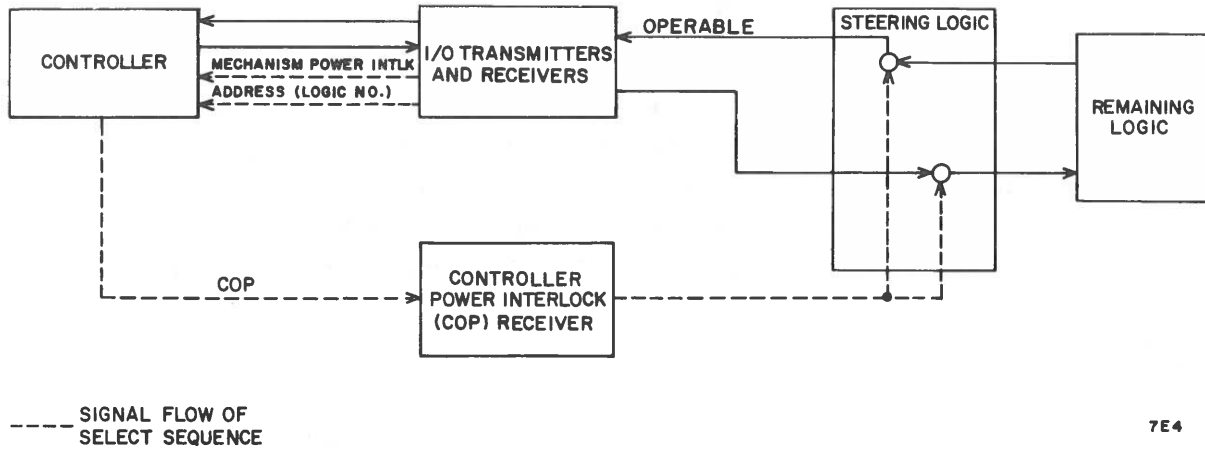 CONTROLLER
MECHANISM POWER INTLK
ADDRESS (LOGIC NO.)
I/O TRANSMITTERS
AND RECEIVERS
OPERABLE
STEERING LOGIC
REMAINING
LOGIC
COP
CONTROLLER
POWER INTERLOCK
(COP) RECEIVER
SIGNAL FLOW OF
SELECT SEQUENCE
7E4